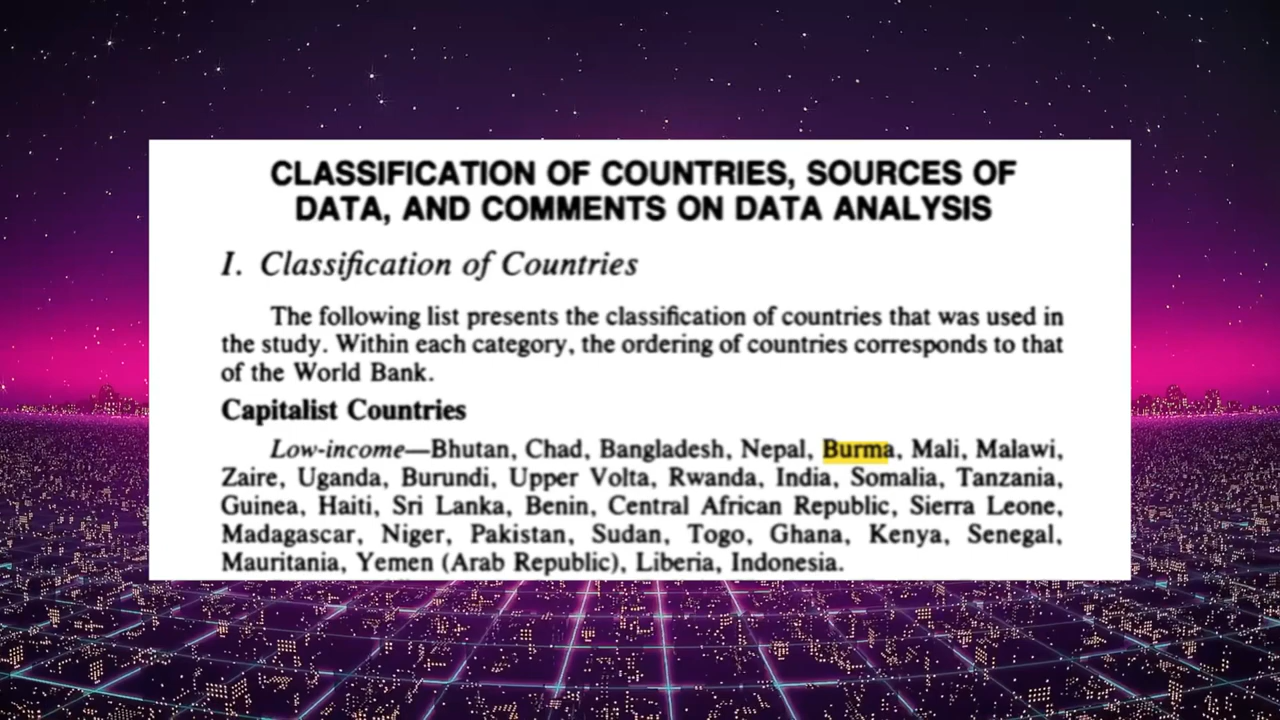 CLASSIFICATION OF COUNTRIES, SOURCES OF
DATA, AND COMMENTS ON DATA ANALYSIS
I. Classification of Countries
The following list presents the classification of countries that was used in
the study. Within each category, the ordering of countries corresponds to that
of the World Bank.
Capitalist Countries
Low-income—Bhutan, Chad, Bangladesh, Nepal, Burma, Mali, Malawi,
Zaire, Uganda, Burundi, Upper Volta, Rwanda, India, Somalia, Tanzania,
Guinea, Haiti, Sri Lanka, Benin, Central African Republic, Sierra Leone,
Madagascar, Niger, Pakistan, Sudan, Togo, Ghana, Kenya, Senegal,
Mauritania, Yemen (Arab Republic), Liberia, Indonesia.